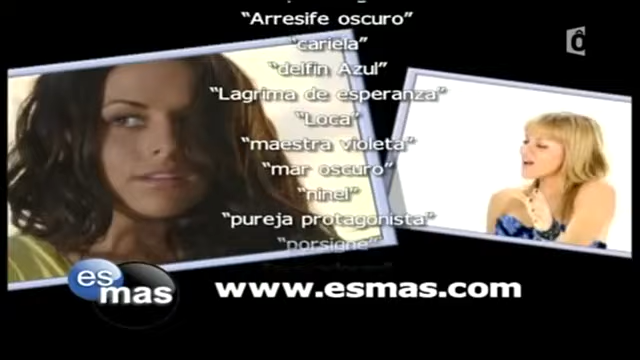 "Arresife oscuro"
"cariela"
"delfin Azul"
"Lagrima de esperanza"
"Loca"
"maestra violeta"
"mar oscuro"
"ninel"
"pureja protagonista"
"porsigne"
es
mas
www.esmas.com